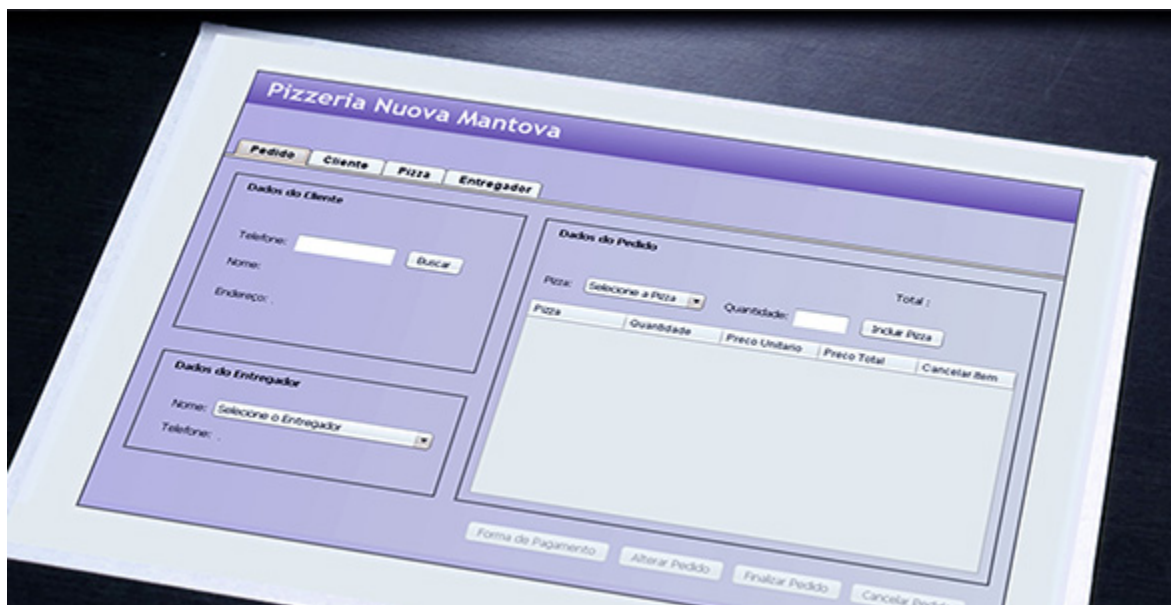 Pizzeria Nuova Mantova
Pedido Cliente Pizza Entregador
Dados do Cliente
Telefone: Buscar
Nome:
Endereço: .
Dados do Entregador
Nome: Selecione o Entregador
Telefone: .
Dados do Pedido
Total :
Pizza: Selecione a Pizza Quantidade: Incluir Pizza
Pizza Quantidade Preco Unitario Preco Total Cancelar Item
Forma de Pagamento Alterar Pedido Finalizar Pedido Cancelar Pedido